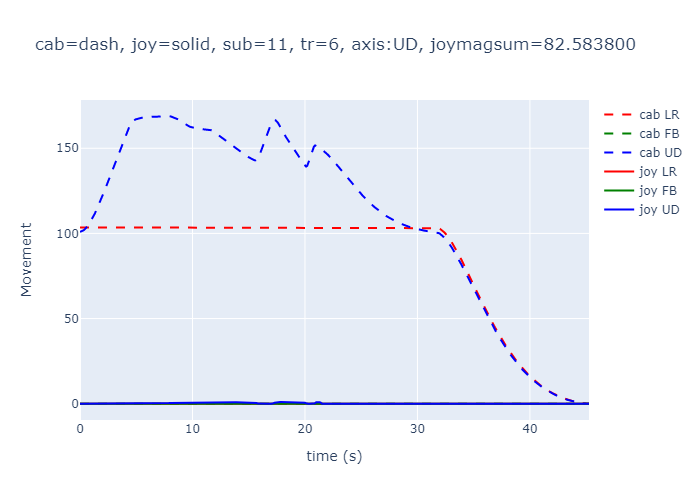 cab=dash, joy=solid, sub=11, tr=6, axis:UD, joymagsum=82.583800
Movement
150
100
50
0
0
10
20
30
40
time (s)
cab LR
cab FB
cab UD
joy LR
joy FB
joy UD